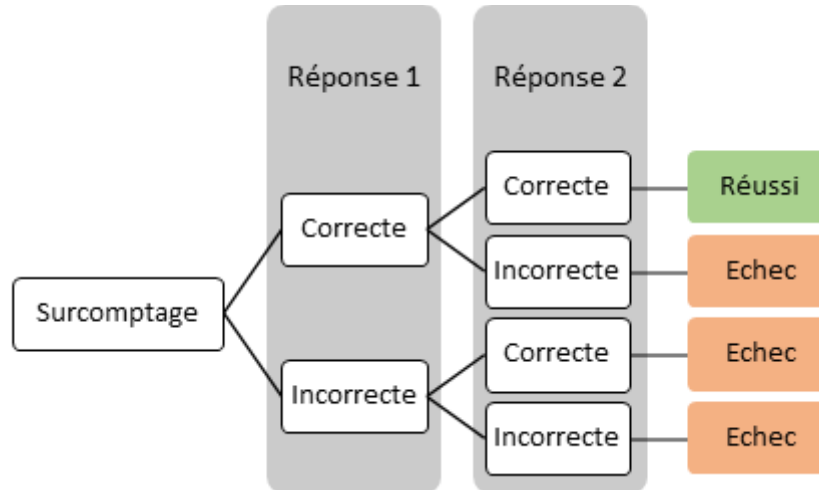 Réponse 1
Réponse 2
Correcte
Réussi
Correcte
Incorrecte
Echec
Surcomptage
Correcte
Echec
Incorrecte
Incorrecte
Echec